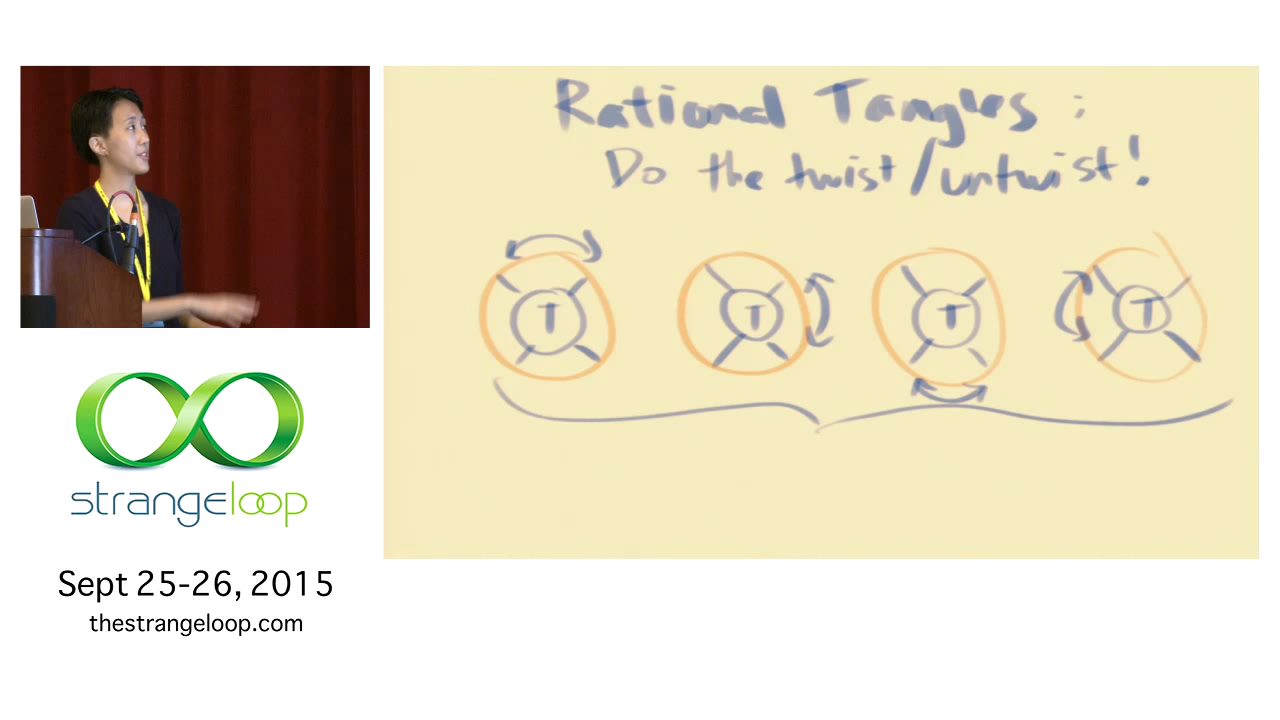 Rational Tangles:
Do the twist/untwist!
T T T T
strangeloop
Sept 25-26, 2015
thestrangeloop.com